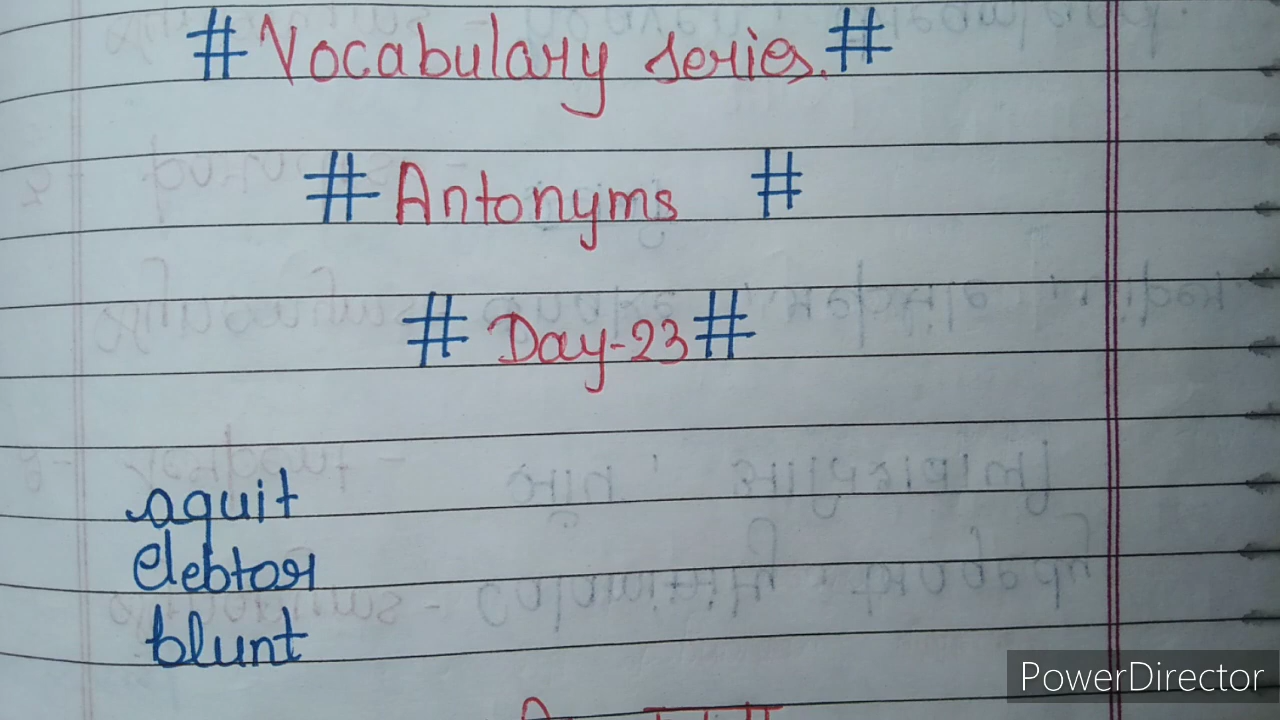 # Vocabulary series. #
# Antonyms #
# Day-23 #
aquit
debtor
blunt
PowerDirector